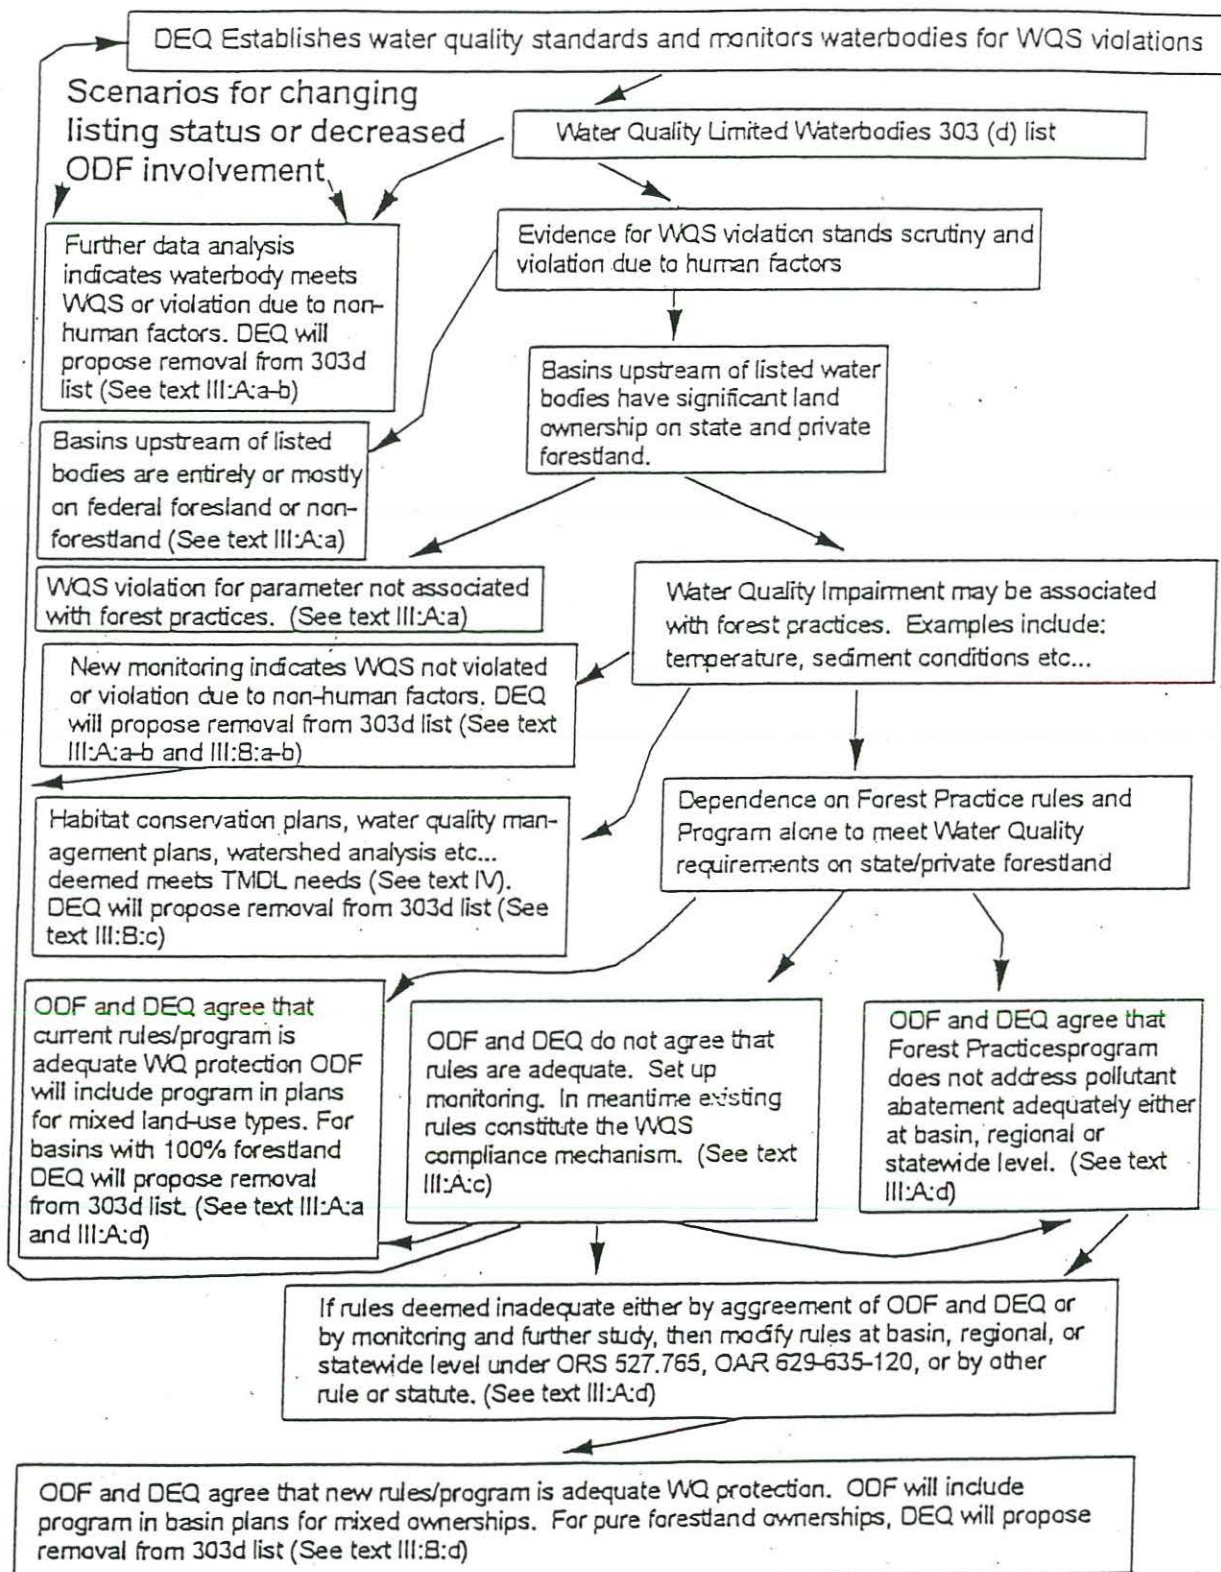 DEQ Establishes water quality standards and monitors waterbodies for WQS violations
Scenarios for changing
listing status or decreased
ODF involvement
Water Quality Limited Waterbodies 303 (d) list
Further data analysis
indicates waterbody meets
WQS or violation due to non-
human factors. DEQ will
propose removal from 303d
list (See text III:A:a-b)
Evidence for WQS violation stands scrutiny and
violation due to human factors
Basins upstream of listed water
bodies have significant land
ownership on state and private
forestland.
Basins upstream of listed
bodies are entirely or mostly
on federal foresland or non-
forestland (See text III:A:a)
WQS violation for parameter not associated
with forest practices. (See text III:A:a)
Water Quality Impairment may be associated
with forest practices. Examples include:
temperature, sediment conditions etc...
New monitoring indicates WQS not violated
or violation due to non-human factors. DEQ
will propose removal from 303d list (See text
III:A:a-b and III:B:a-b)
Habitat conservation plans, water quality man-
agement plans, watershed analysis etc...
deemed meets TMDL needs (See text IV).
DEQ will propose removal from 303d list (See
text III:B:c)
Dependence on Forest Practice rules and
Program alone to meet Water Quality
requirements on state/private forestland
ODF and DEQ agree that
current rules/program is
adequate WQ protection ODF
will include program in plans
for mixed land-use types. For
basins with 100% forestland
DEQ will propose removal
from 303d list. (See text III:A:a
and III:A:d)
ODF and DEQ do not agree that
rules are adequate. Set up
monitoring. In meantime existing
rules constitute the WQS
compliance mechanism. (See text
III:A:c)
ODF and DEQ agree that
Forest Practicesprogram
does not address pollutant
abatement adequately either
at basin, regional or
statewide level. (See text
III:A:d)
If rules deemed inadequate either by aggreement of ODF and DEQ or
by monitoring and further study, then modify rules at basin, regional, or
statewide level under ORS 527.765, OAR 629-635-120, or by other
rule or statute. (See text III:A:d)
ODF and DEQ agree that new rules/program is adequate WQ protection. ODF will include
program in basin plans for mixed ownerships. For pure forestland ownerships, DEQ will propose
removal from 303d list (See text III:B:d)